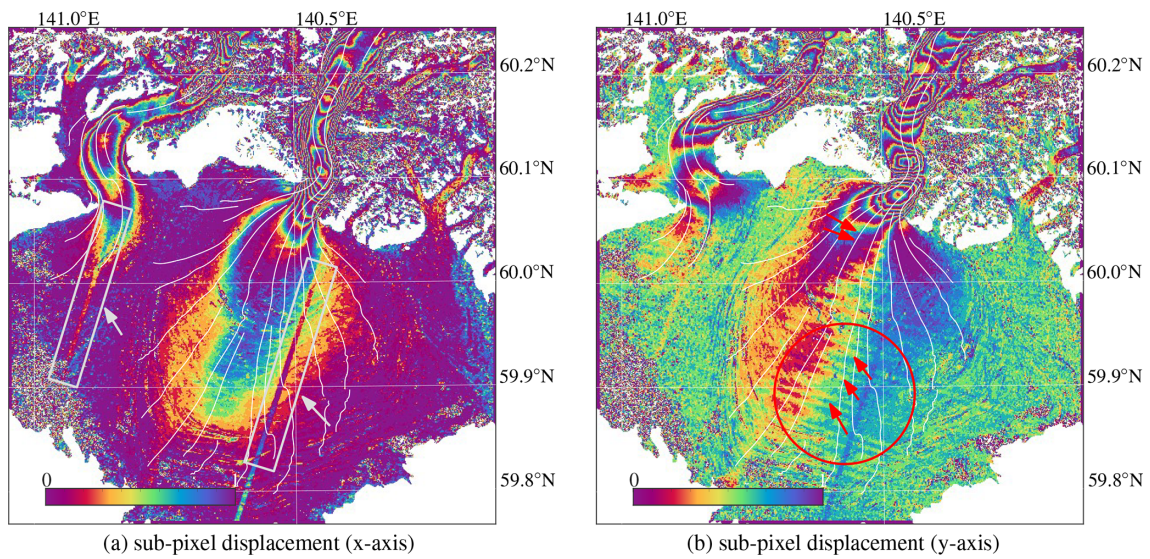 141.0°E 140.5°E 141.0°E 140.5°E
60.2°N 60.2°N
60.1°N 60.1°N
60.0°N 60.0°N
59.9°N 59.9°N
0 1 0 1
59.8°N 59.8°N
(a) sub-pixel displacement (x-axis) (b) sub-pixel displacement (y-axis)